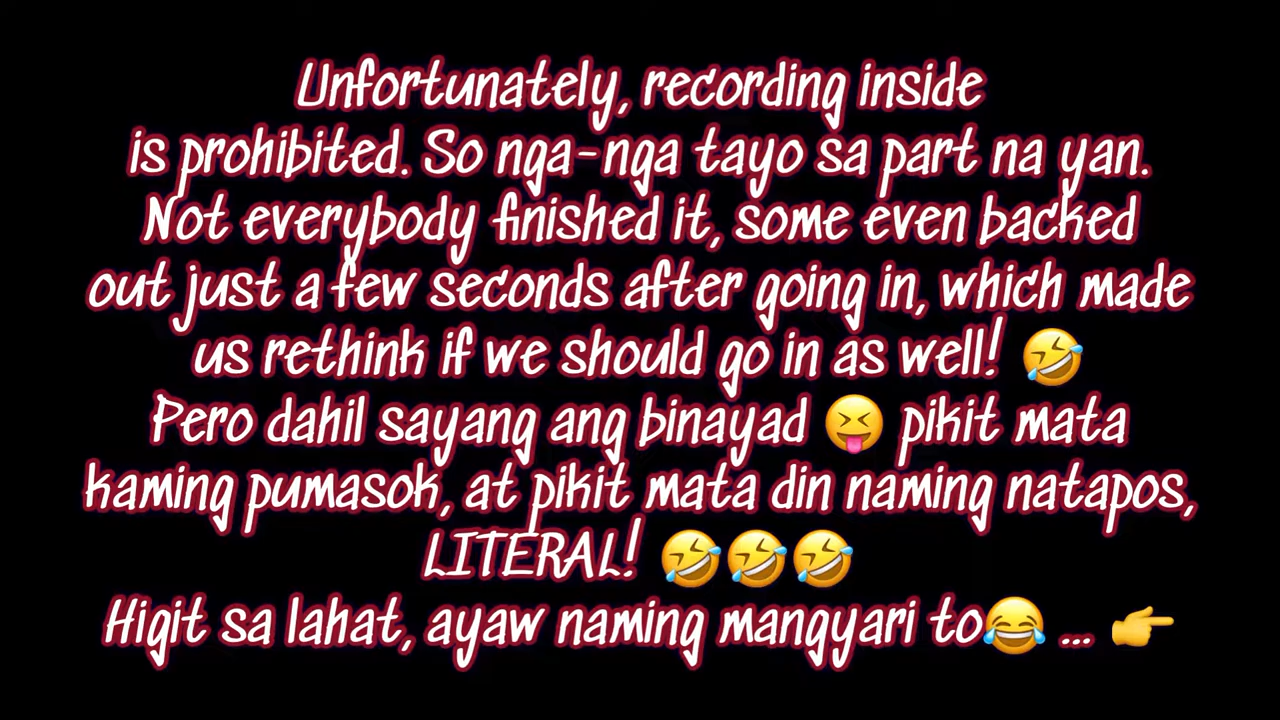 Unfortunately, recording inside
is prohibited. So nga-nga tayo sa part na yan.
Not everybody finished it, some even backed
out just a few seconds after going in, which made
us rethink if we should go in as well! 🤣
Pero dahil sayang ang binayad 😝 pikit mata
kaming pumasok, at pikit mata din naming natapos,
LITERAL! 🤣🤣🤣
Higit sa lahat, ayaw naming mangyari to😂 ... 👉